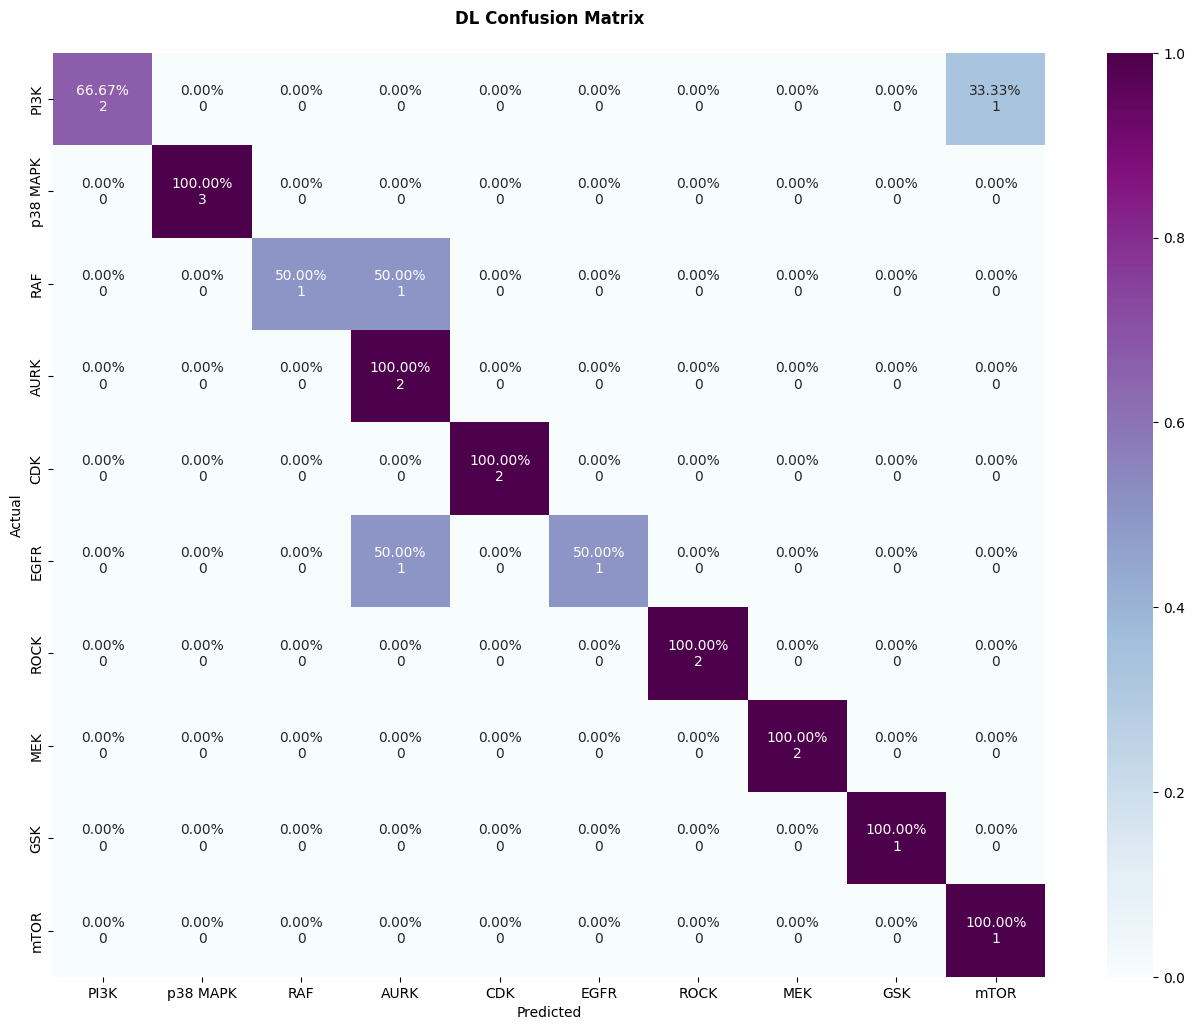 DL Confusion Matrix
PI3K 66.67% 0.00% 0.00% 0.00% 0.00% 0.00% 0.00% 0.00% 0.00% 33.33%
2 0 0 0 0 0 0 0 0 1
p38 MAPK 0.00% 100.00% 0.00% 0.00% 0.00% 0.00% 0.00% 0.00% 0.00% 0.00%
0 3 0 0 0 0 0 0 0 0
RAF 0.00% 0.00% 50.00% 50.00% 0.00% 0.00% 0.00% 0.00% 0.00% 0.00%
0 0 1 1 0 0 0 0 0 0
AURK 0.00% 0.00% 0.00% 100.00% 0.00% 0.00% 0.00% 0.00% 0.00% 0.00%
0 0 0 2 0 0 0 0 0 0
CDK 0.00% 0.00% 0.00% 0.00% 100.00% 0.00% 0.00% 0.00% 0.00% 0.00%
0 0 0 0 2 0 0 0 0 0
Actual
EGFR 0.00% 0.00% 0.00% 50.00% 0.00% 50.00% 0.00% 0.00% 0.00% 0.00%
0 0 0 1 0 1 0 0 0 0
ROCK 0.00% 0.00% 0.00% 0.00% 0.00% 0.00% 100.00% 0.00% 0.00% 0.00%
0 0 0 0 0 0 2 0 0 0
MEK 0.00% 0.00% 0.00% 0.00% 0.00% 0.00% 0.00% 100.00% 0.00% 0.00%
0 0 0 0 0 0 0 2 0 0
GSK 0.00% 0.00% 0.00% 0.00% 0.00% 0.00% 0.00% 0.00% 100.00% 0.00%
0 0 0 0 0 0 0 0 1 0
mTOR 0.00% 0.00% 0.00% 0.00% 0.00% 0.00% 0.00% 0.00% 0.00% 100.00%
0 0 0 0 0 0 0 0 0 1
PI3K p38 MAPK RAF AURK CDK EGFR ROCK MEK GSK mTOR
Predicted
1.0
0.8
0.6
0.4
0.2
0.0